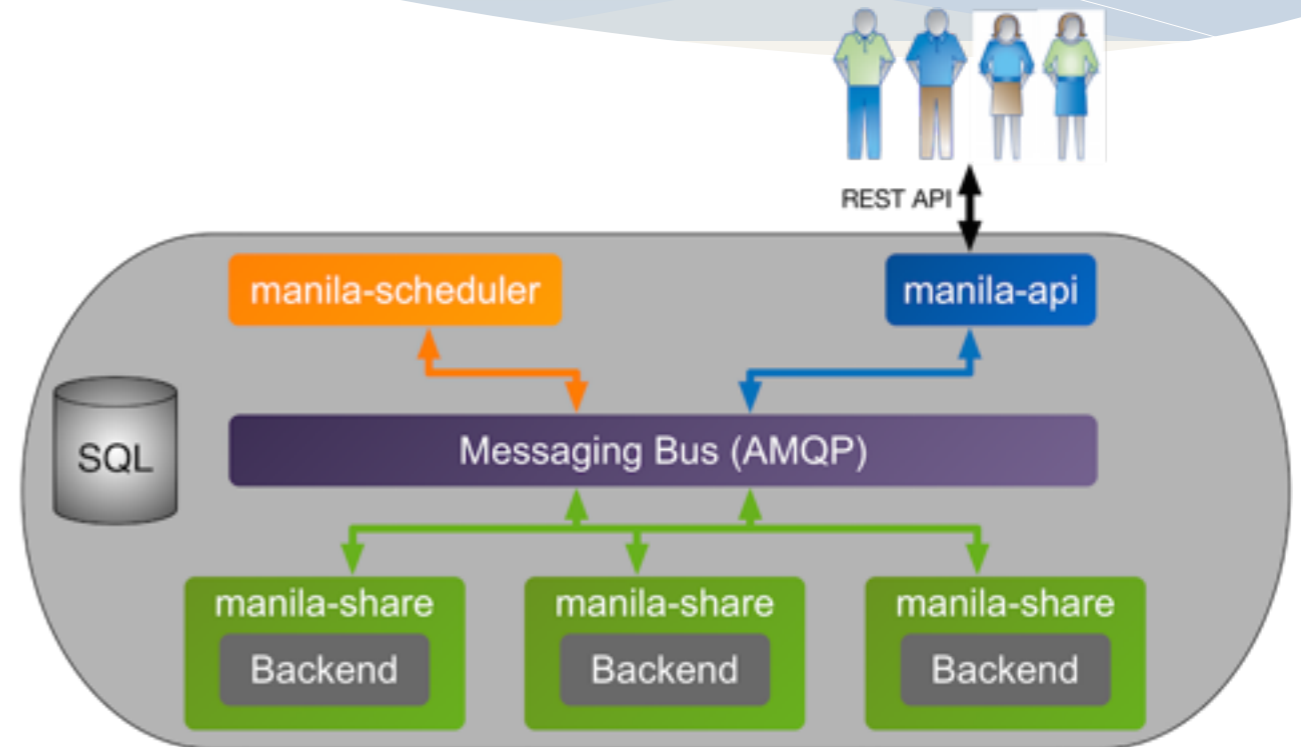 REST API
manila-scheduler
manila-api
SQL
Messaging Bus (AMQP)
manila-share
Backend
manila-share
Backend
manila-share
Backend